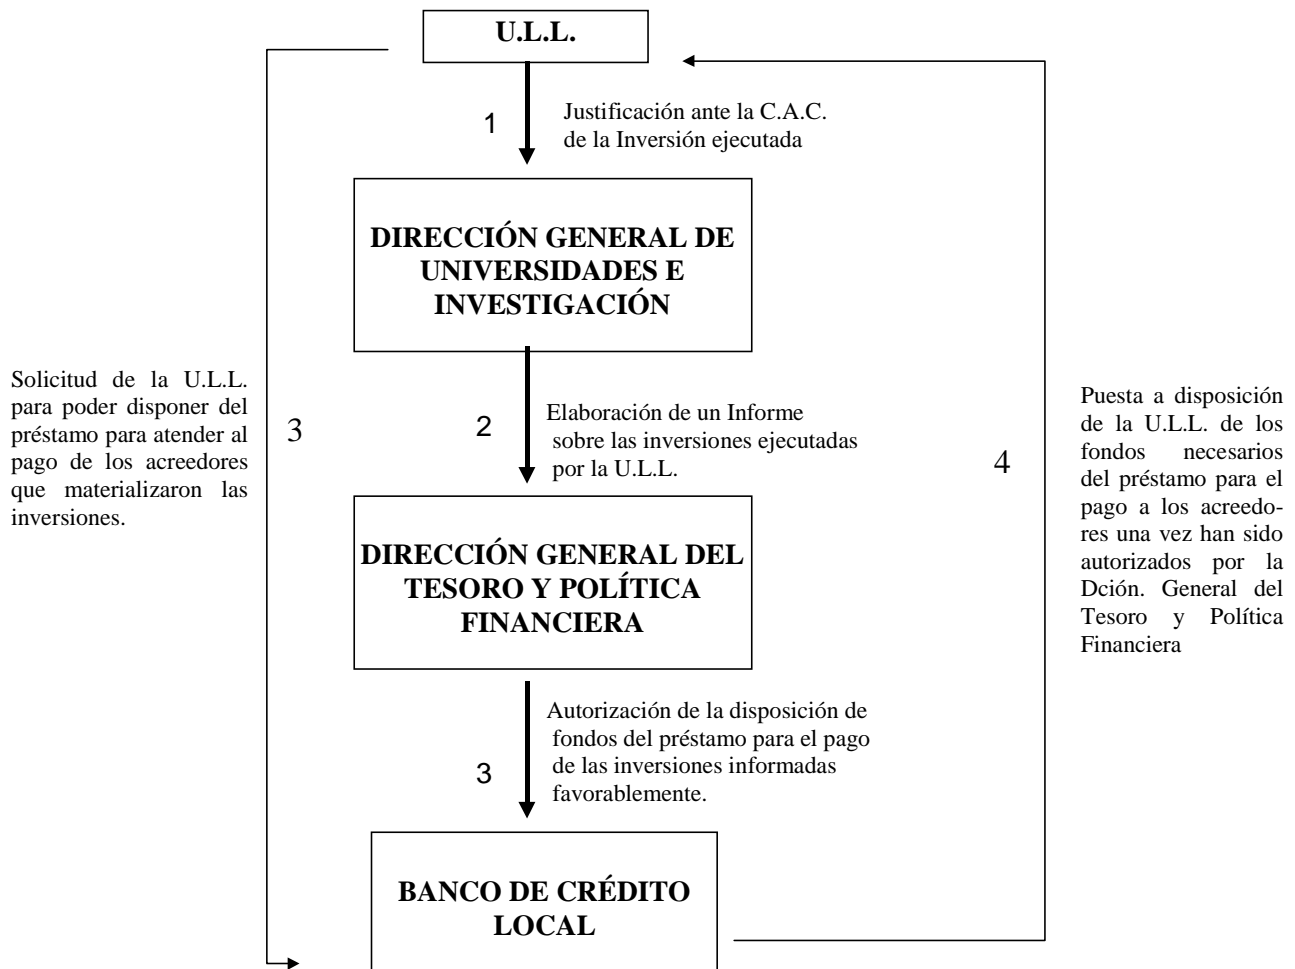 U.L.L.
1
Justificación ante la C.A.C.
de la Inversión ejecutada
DIRECCIÓN GENERAL DE
UNIVERSIDADES E
INVESTIGACIÓN
Solicitud de la U.L.L.
para poder disponer del
préstamo para atender al
pago de los acreedores
que materializaron las
inversiones.
3
2
Elaboración de un Informe
sobre las inversiones ejecutadas
por la U.L.L.
4
Puesta a disposición
de la U.L.L. de los
fondos necesarios
del préstamo para el
pago a los acreedo-
res una vez han sido
autorizados por la
Dción. General del
Tesoro y Política
Financiera
DIRECCIÓN GENERAL DEL
TESORO Y POLÍTICA
FINANCIERA
3
Autorización de la disposición de
fondos del préstamo para el pago
de las inversiones informadas
favorablemente.
BANCO DE CRÉDITO
LOCAL